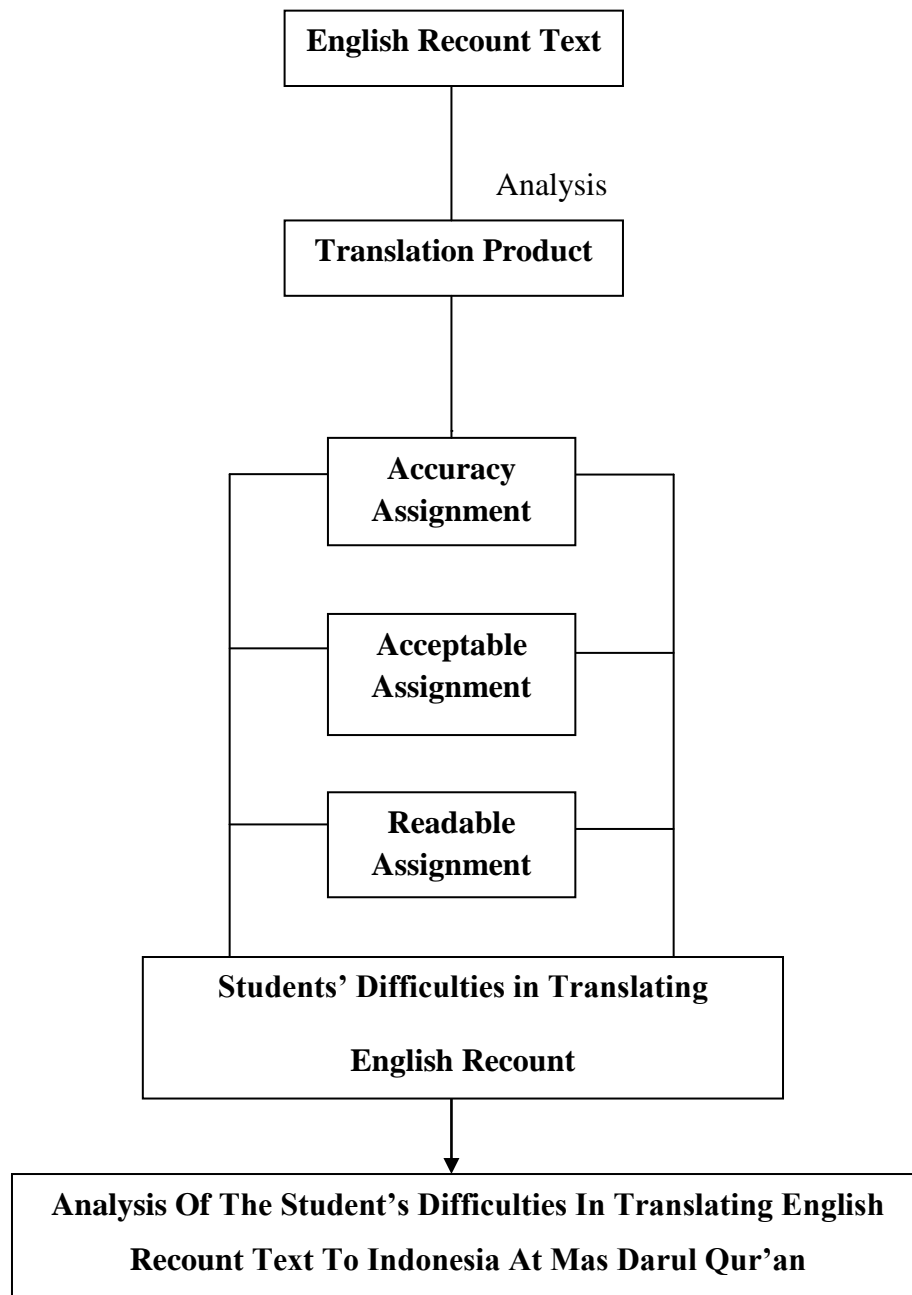 English Recount Text
Analysis
Translation Product
Accuracy
Assignment
Acceptable
Assignment
Readable
Assignment
Students’ Difficulties in Translating
English Recount
Analysis Of The Student’s Difficulties In Translating English
Recount Text To Indonesia At Mas Darul Qur’an